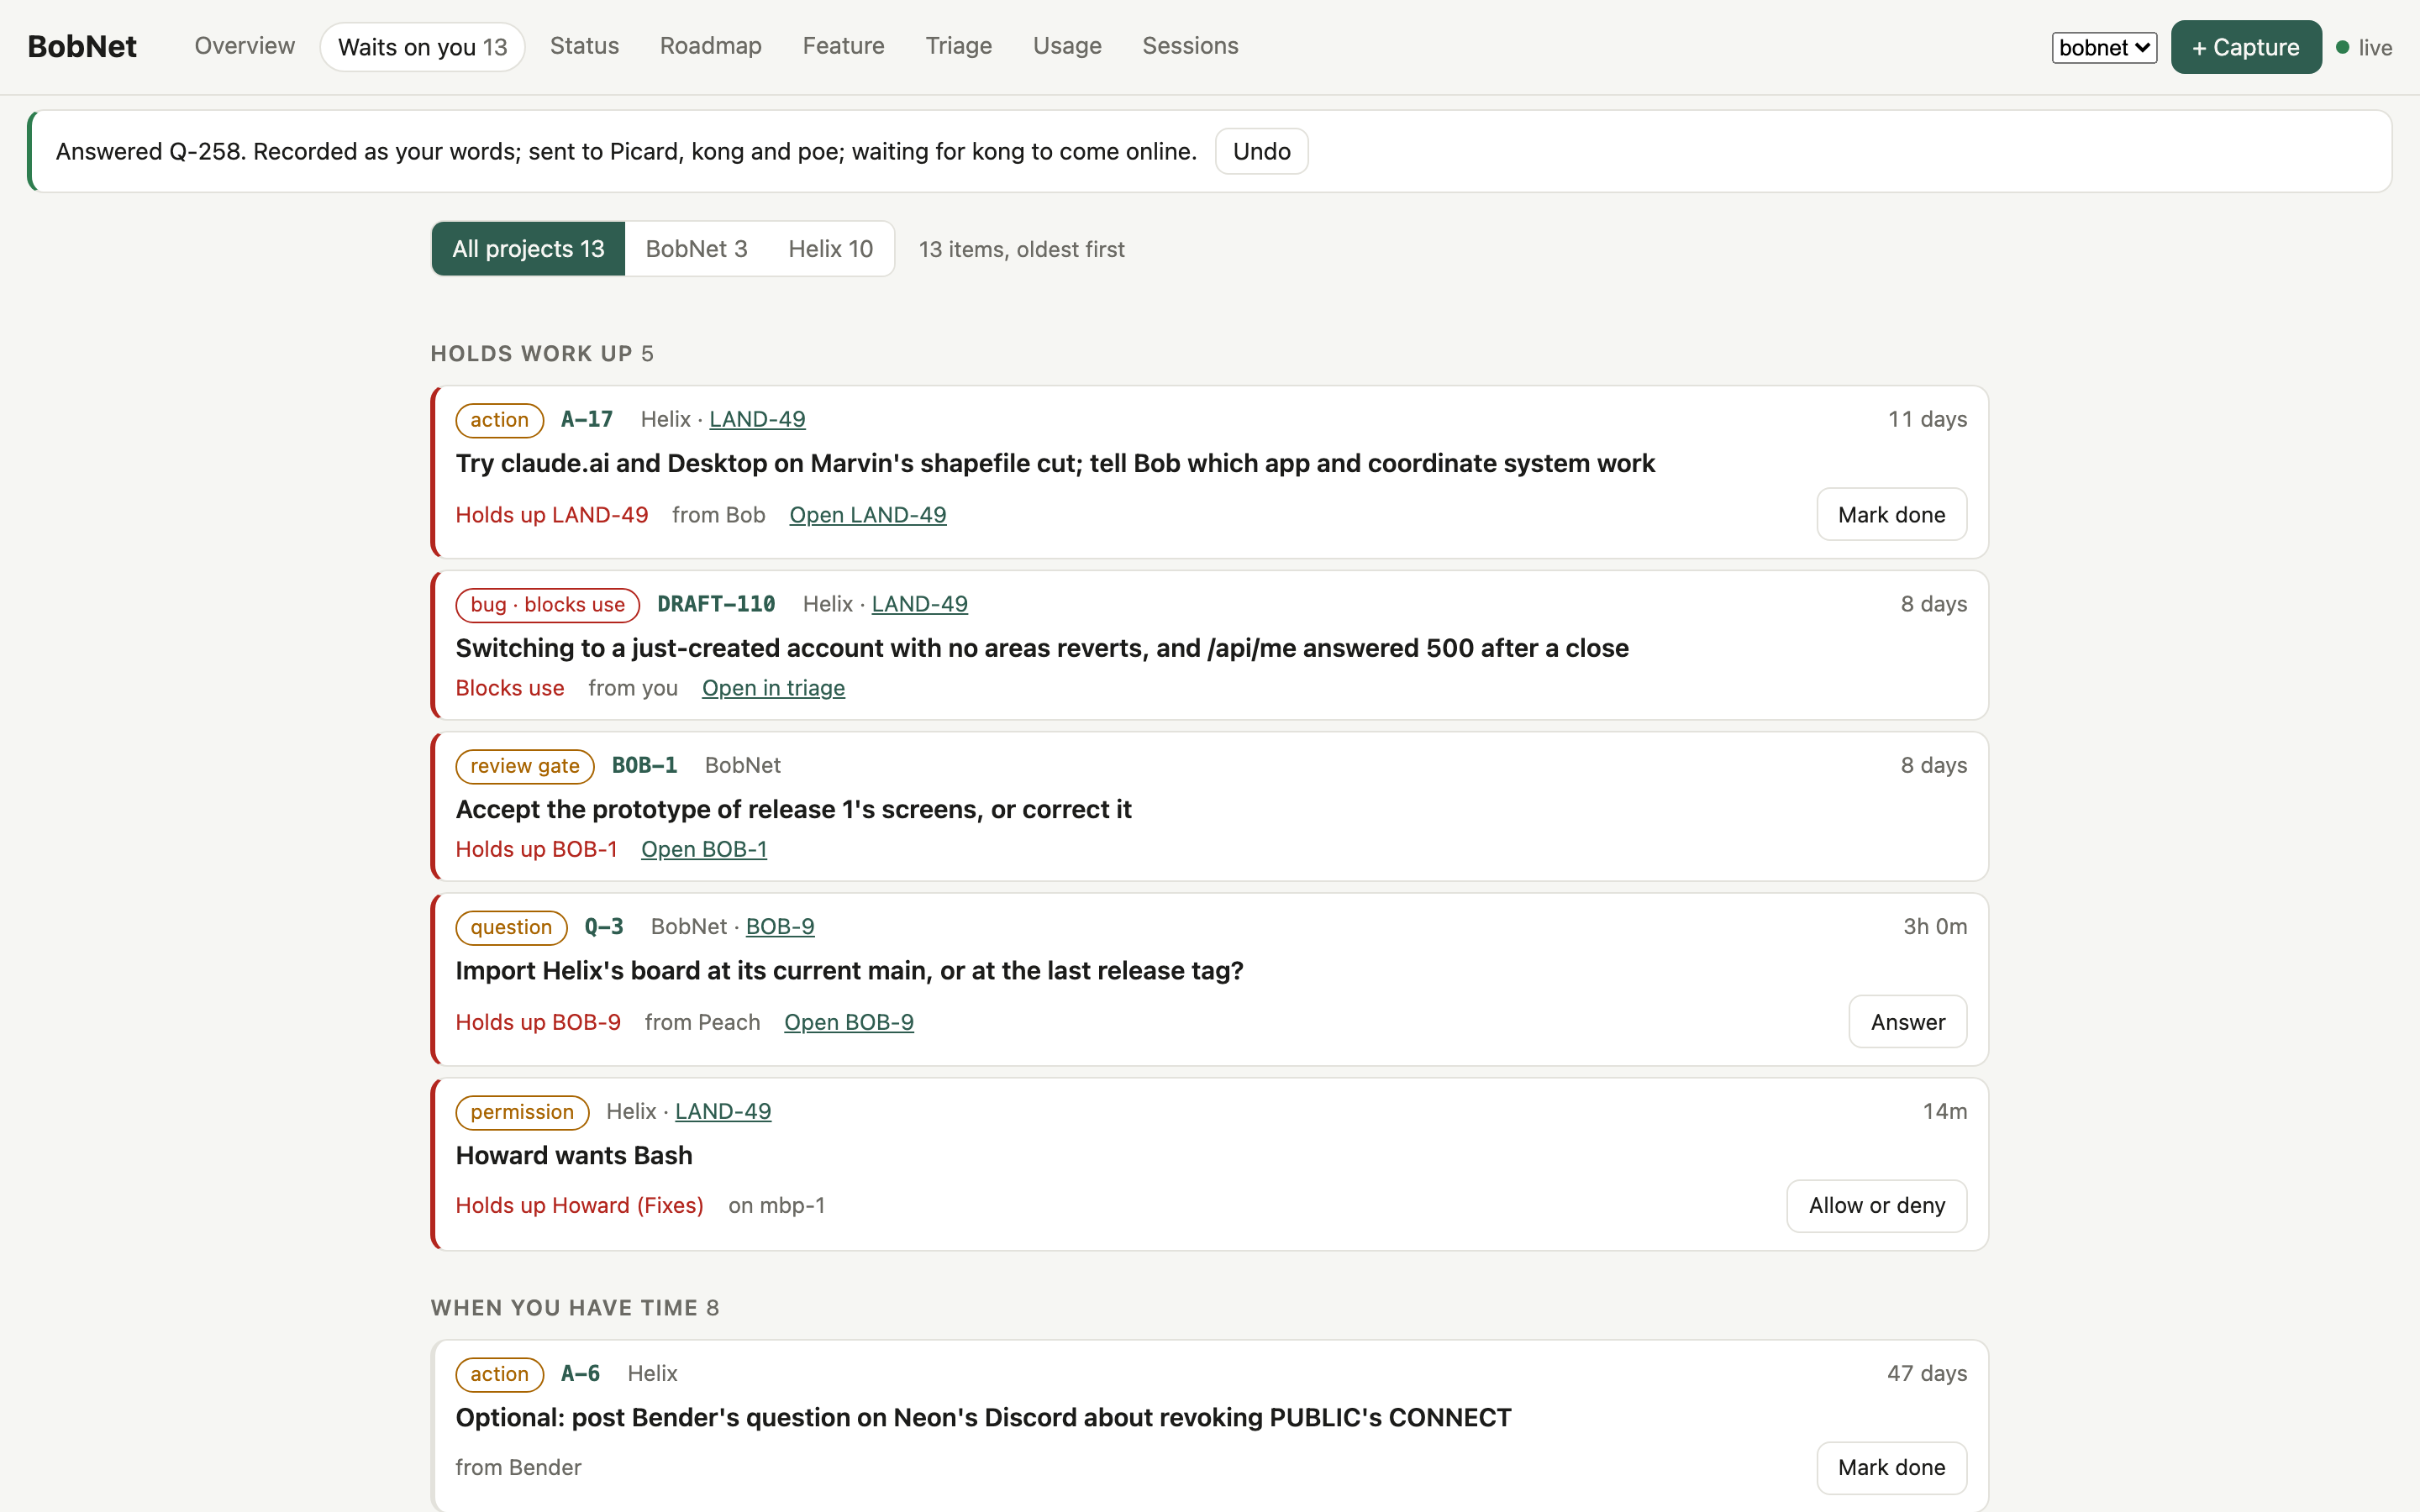 BobNet Overview Waits on you 13 Status Roadmap Feature Triage Usage Sessions bobnet + Capture live
Answered Q-258. Recorded as your words; sent to Picard, kong and poe; waiting for kong to come online. Undo
All projects 13 BobNet 3 Helix 10 13 items, oldest first
HOLDS WORK UP 5
action A-17 Helix · LAND-49 11 days
Try claude.ai and Desktop on Marvin's shapefile cut; tell Bob which app and coordinate system work
Holds up LAND-49 from Bob Open LAND-49 Mark done
bug · blocks use DRAFT-110 Helix · LAND-49 8 days
Switching to a just-created account with no areas reverts, and /api/me answered 500 after a close
Blocks use from you Open in triage
review gate BOB-1 BobNet 8 days
Accept the prototype of release 1's screens, or correct it
Holds up BOB-1 Open BOB-1
question Q-3 BobNet · BOB-9 3h 0m
Import Helix's board at its current main, or at the last release tag?
Holds up BOB-9 from Peach Open BOB-9 Answer
permission Helix · LAND-49 14m
Howard wants Bash
Holds up Howard (Fixes) on mbp-1 Allow or deny
WHEN YOU HAVE TIME 8
action A-6 Helix 47 days
Optional: post Bender's question on Neon's Discord about revoking PUBLIC's CONNECT
from Bender Mark done